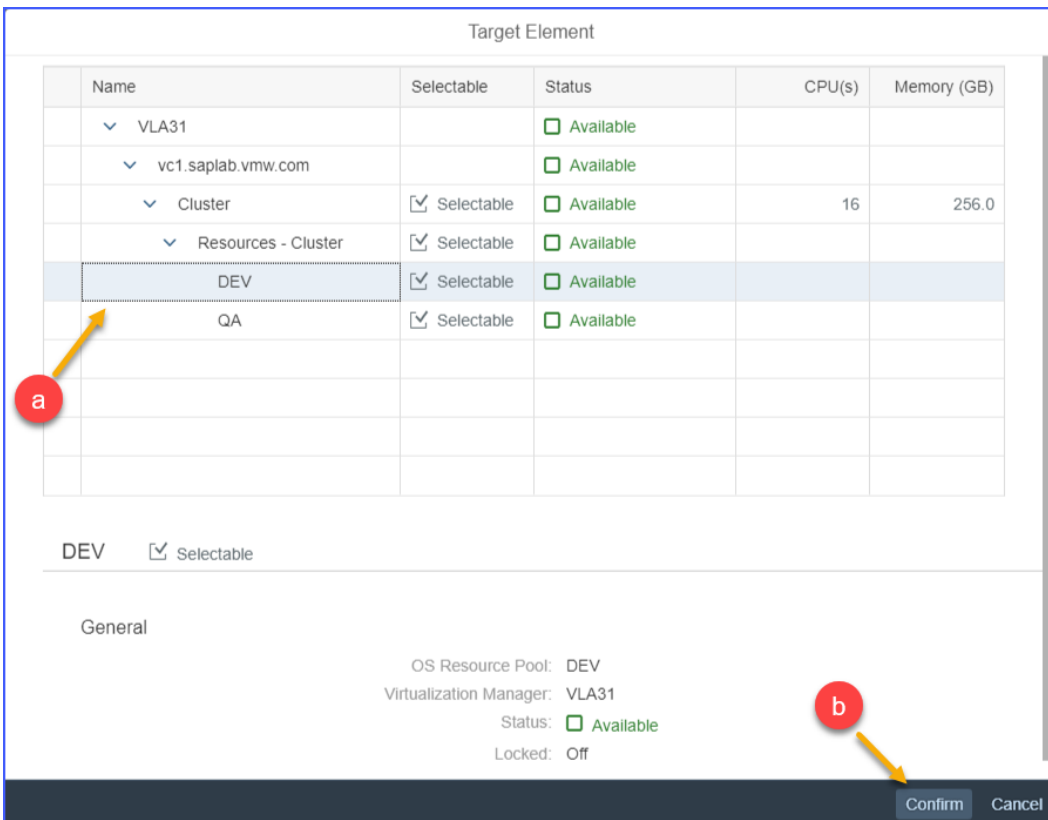 Target Element
Name Selectable Status CPU(s) Memory (GB)
VLA31 Available
vc1.saplab.vmw.com Available
Cluster Selectable Available 16 256.0
Resources - Cluster Selectable Available
DEV Selectable Available
QA Selectable Available
a
DEV Selectable
General
OS Resource Pool: DEV
Virtualization Manager: VLA31
Status: Available
Locked: Off
b
Confirm Cancel